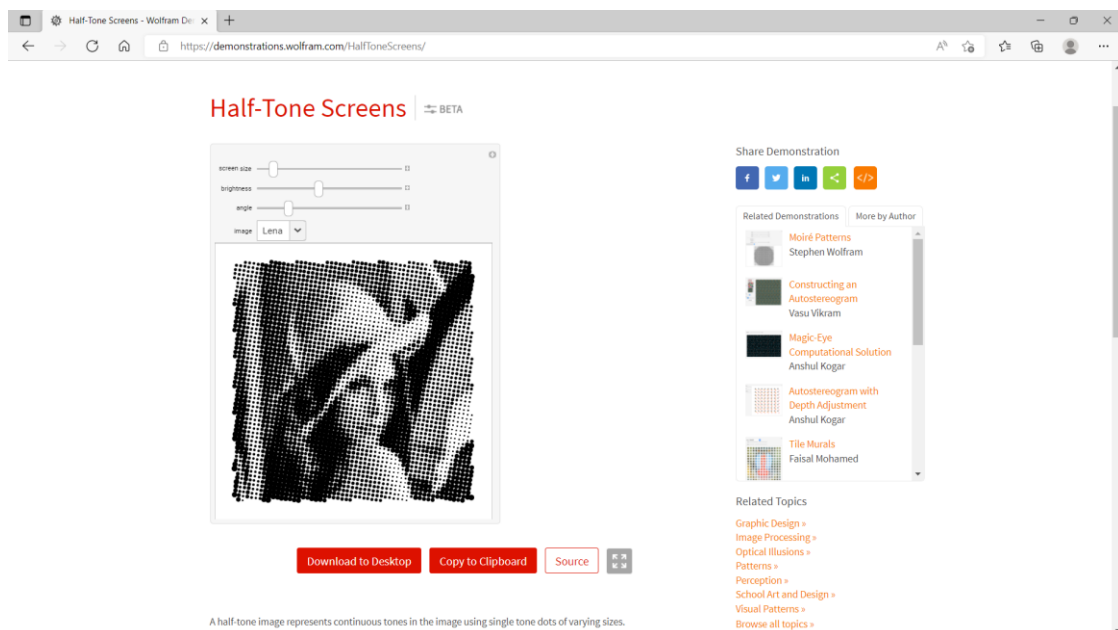 Half-Tone Screens - Wolfram De
https://demonstrations.wolfram.com/HalfToneScreens/
Half-Tone Screens
BETA
screen size
brightness
angle
image Lena
Download to Desktop
Copy to Clipboard
Source
A half-tone image represents continuous tones in the image using single tone dots of varying sizes.
Share Demonstration
Related Demonstrations
More by Author
Moiré Patterns
Stephen Wolfram
Constructing an
Autostereogram
Vasu Vikram
Magic-Eye
Computational Solution
Anshul Kogar
Autostereogram with
Depth Adjustment
Anshul Kogar
Tile Murals
Faisal Mohamed
Related Topics
Graphic Design »
Image Processing »
Optical Illusions »
Patterns »
Perception »
School Art and Design »
Visual Patterns »
Browse all topics »